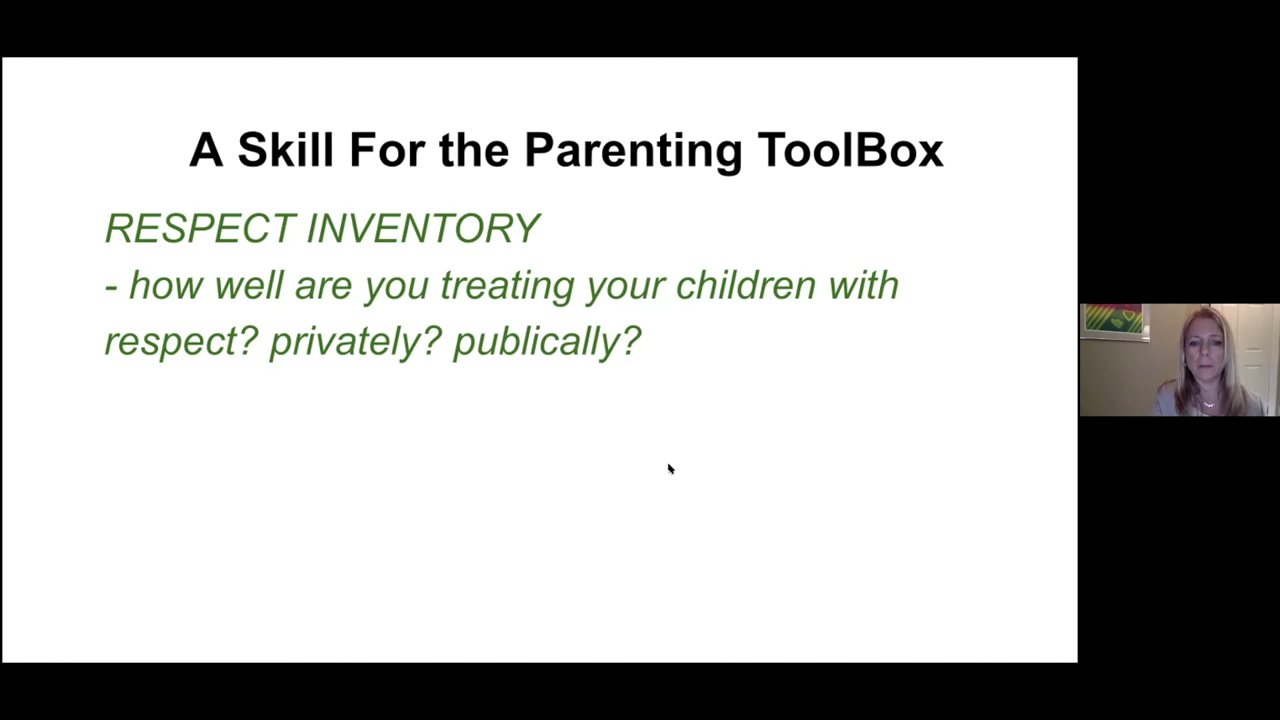 A Skill For the Parenting ToolBox
RESPECT INVENTORY
- how well are you treating your children with
respect? privately? publically?